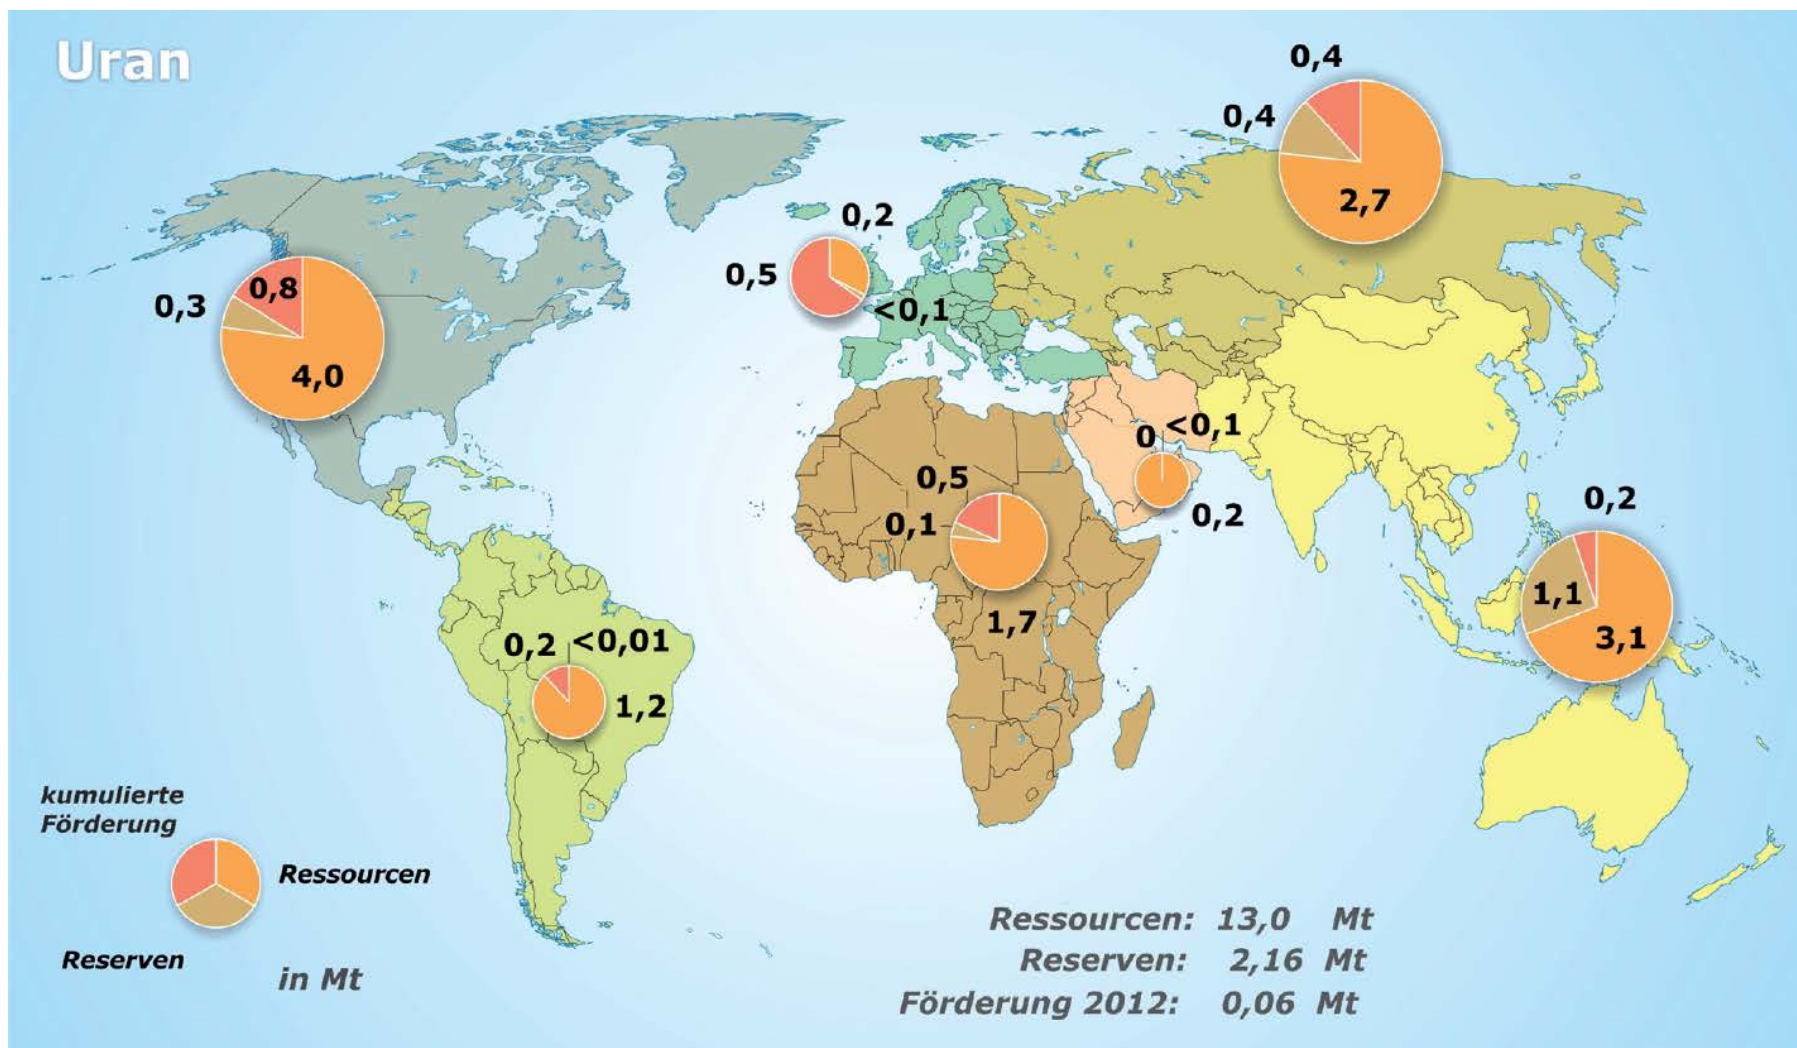 Uran
0,4
0,4
2,7
0,2
0,5
<0,1
0,3
0,8
4,0
0
<0,1
0,2
0,5
0,1
1,7
0,2
1,1
3,1
0,2
<0,01
1,2
kumulierte
Förderung
Ressourcen
Reserven
in Mt
Ressourcen: 13,0 Mt
Reserven: 2,16 Mt
Förderung 2012: 0,06 Mt